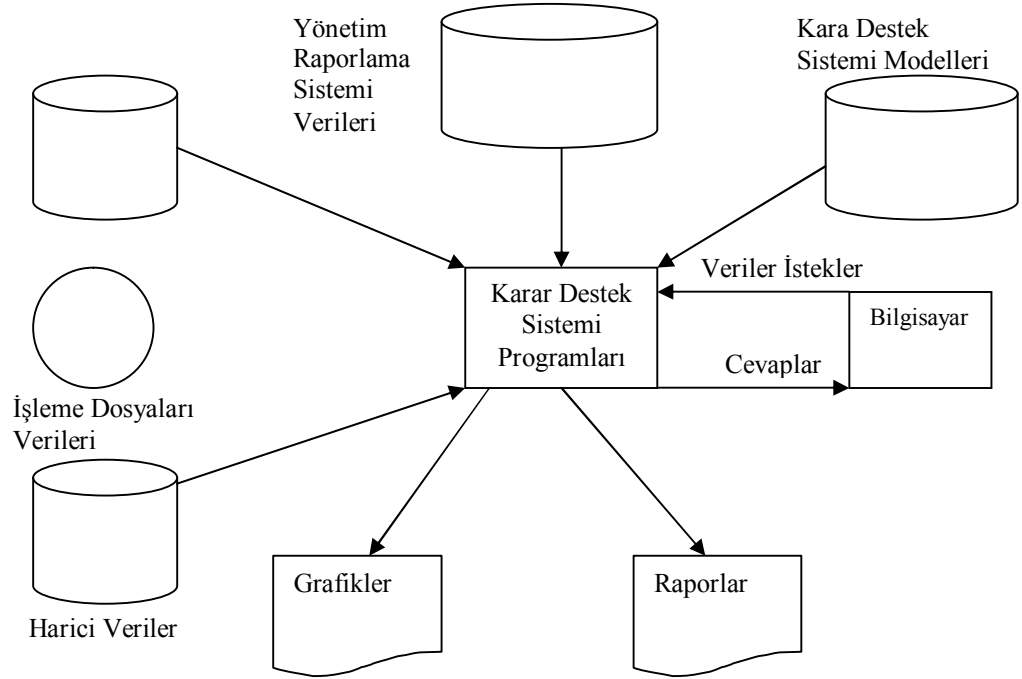 Yönetim
Raporlama
Sistemi
Verileri
Kara Destek
Sistemi Modelleri
Veriler İstekler
Karar Destek
Sistemi
Programları
Bilgisayar
Cevaplar
İşleme Dosyaları
Verileri
Grafikler
Raporlar
Harici Veriler